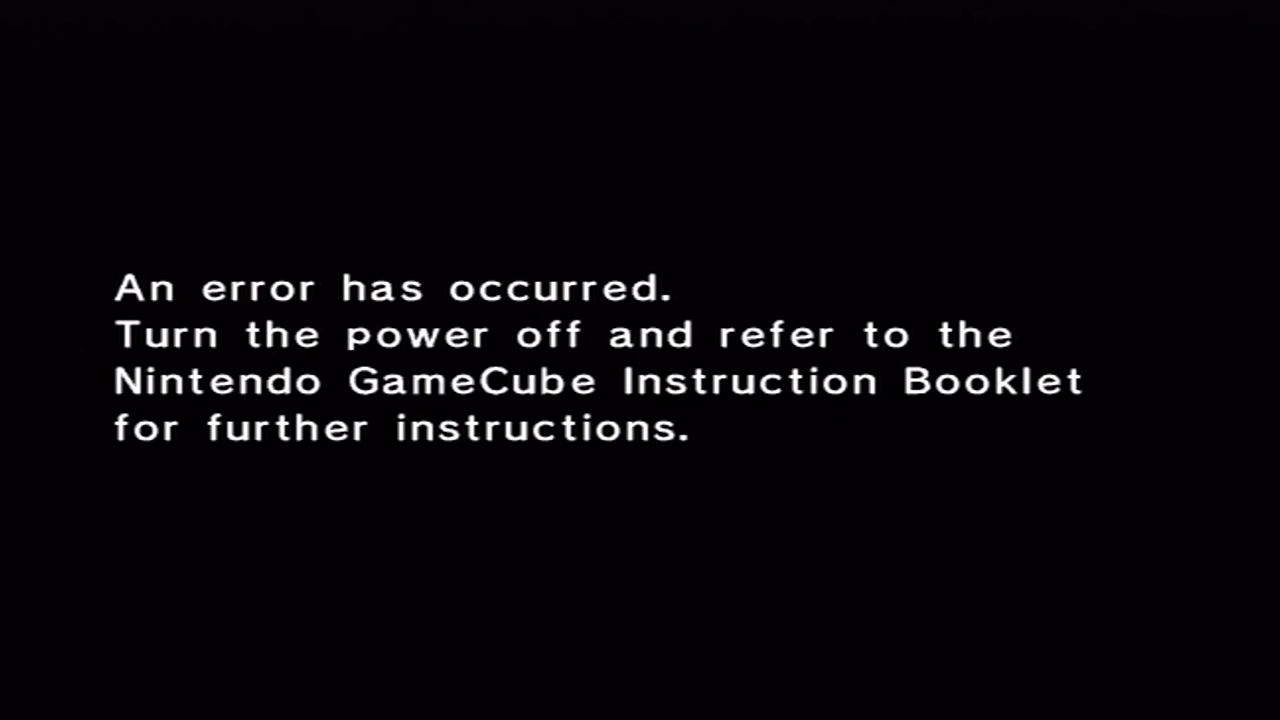 An error has occurred.
Turn the power off and refer to the
Nintendo GameCube Instruction Booklet
for further instructions.